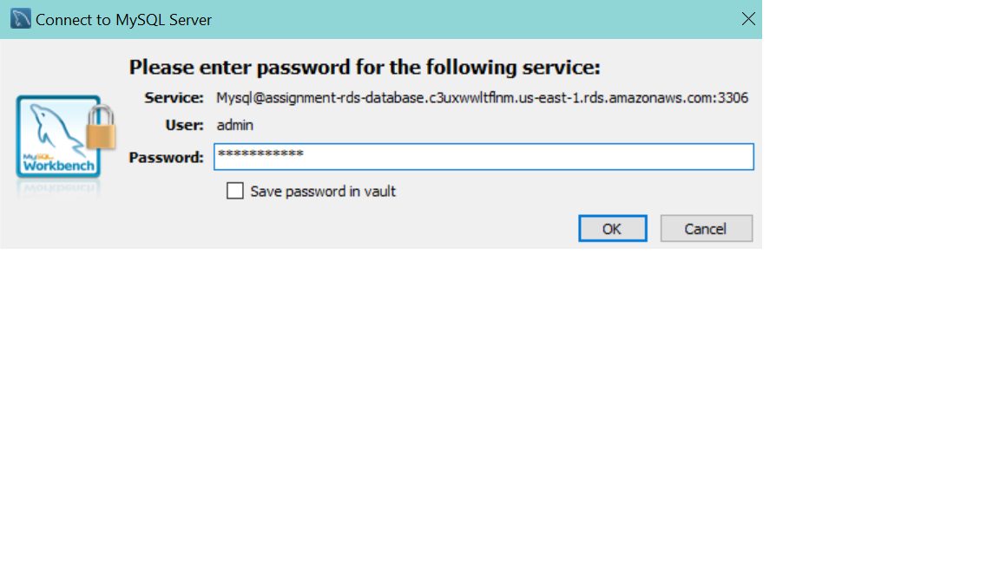 Connect to MySQL Server
Please enter password for the following service:
Service: Mysql@assignment-rds-database.c3uxwwltflnm.us-east-1.rds.amazonaws.com:3306
User: admin
MySQL
Workbench
Password: ***********
Save password in vault
OK Cancel